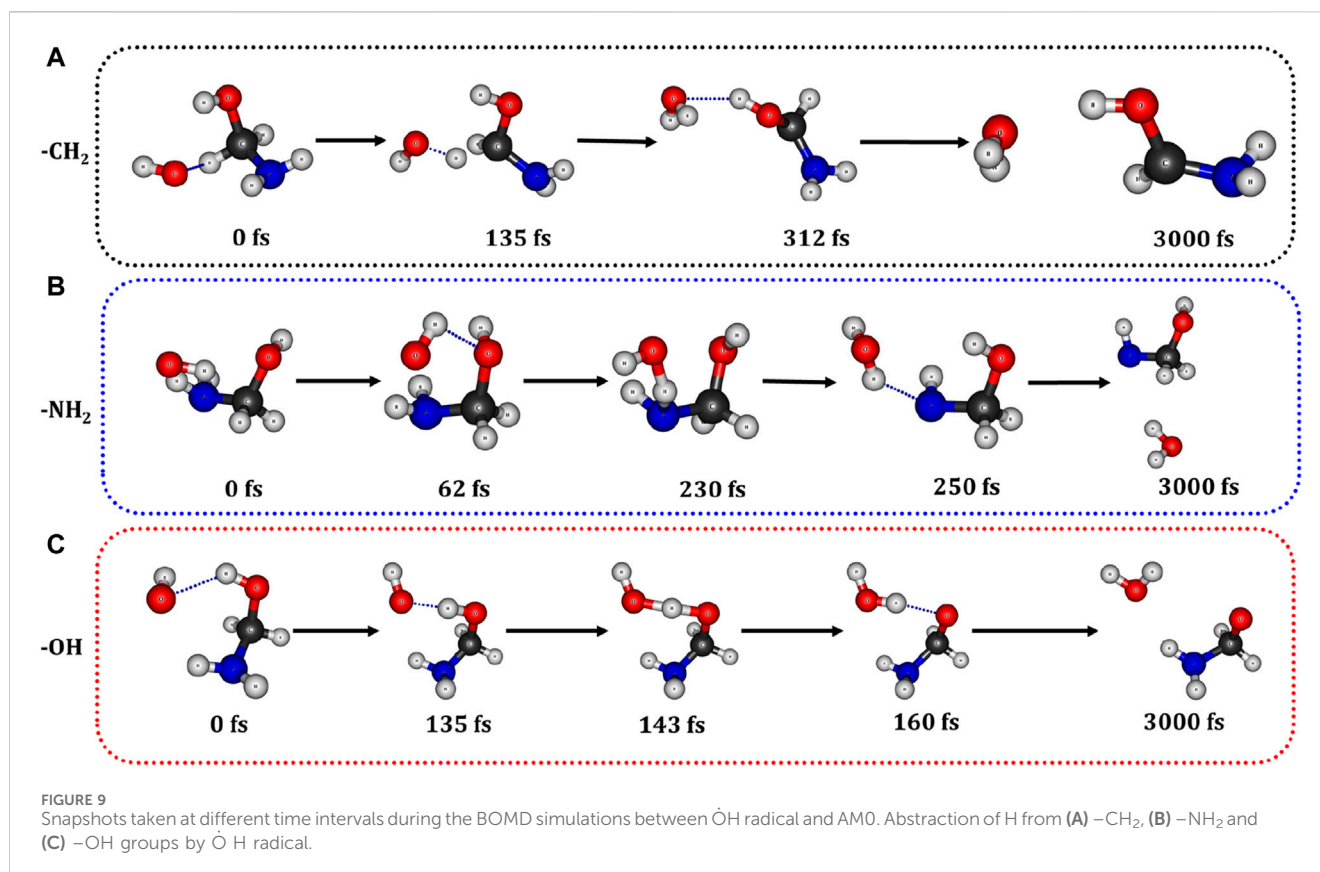 A
-CH₂
0 fs
135 fs
312 fs
3000 fs
B
-NH₂
0 fs
62 fs
230 fs
250 fs
3000 fs
C
-OH
0 fs
135 fs
143 fs
160 fs
3000 fs
FIGURE 9
Snapshots taken at different time intervals during the BOMD simulations between ȮH radical and AM0. Abstraction of H from (A) –CH₂, (B) –NH₂ and
(C) –OH groups by Ȯ H radical.